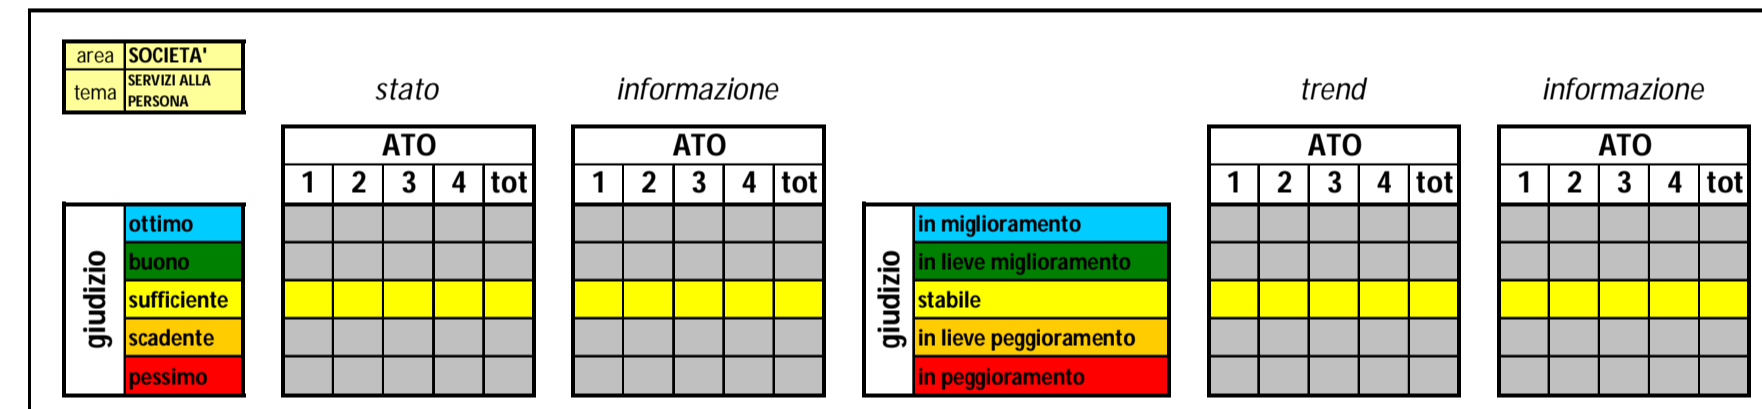 area SOCIETA'
tema SERVIZI ALLA
PERSONA
stato informazione trend informazione
ATO ATO ATO ATO
1 2 3 4 tot 1 2 3 4 tot 1 2 3 4 tot 1 2 3 4 tot
giudizio
ottimo
buono
sufficiente
scadente
pessimo
giudizio
in miglioramento
in lieve miglioramento
stabile
in lieve peggioramento
in peggioramento